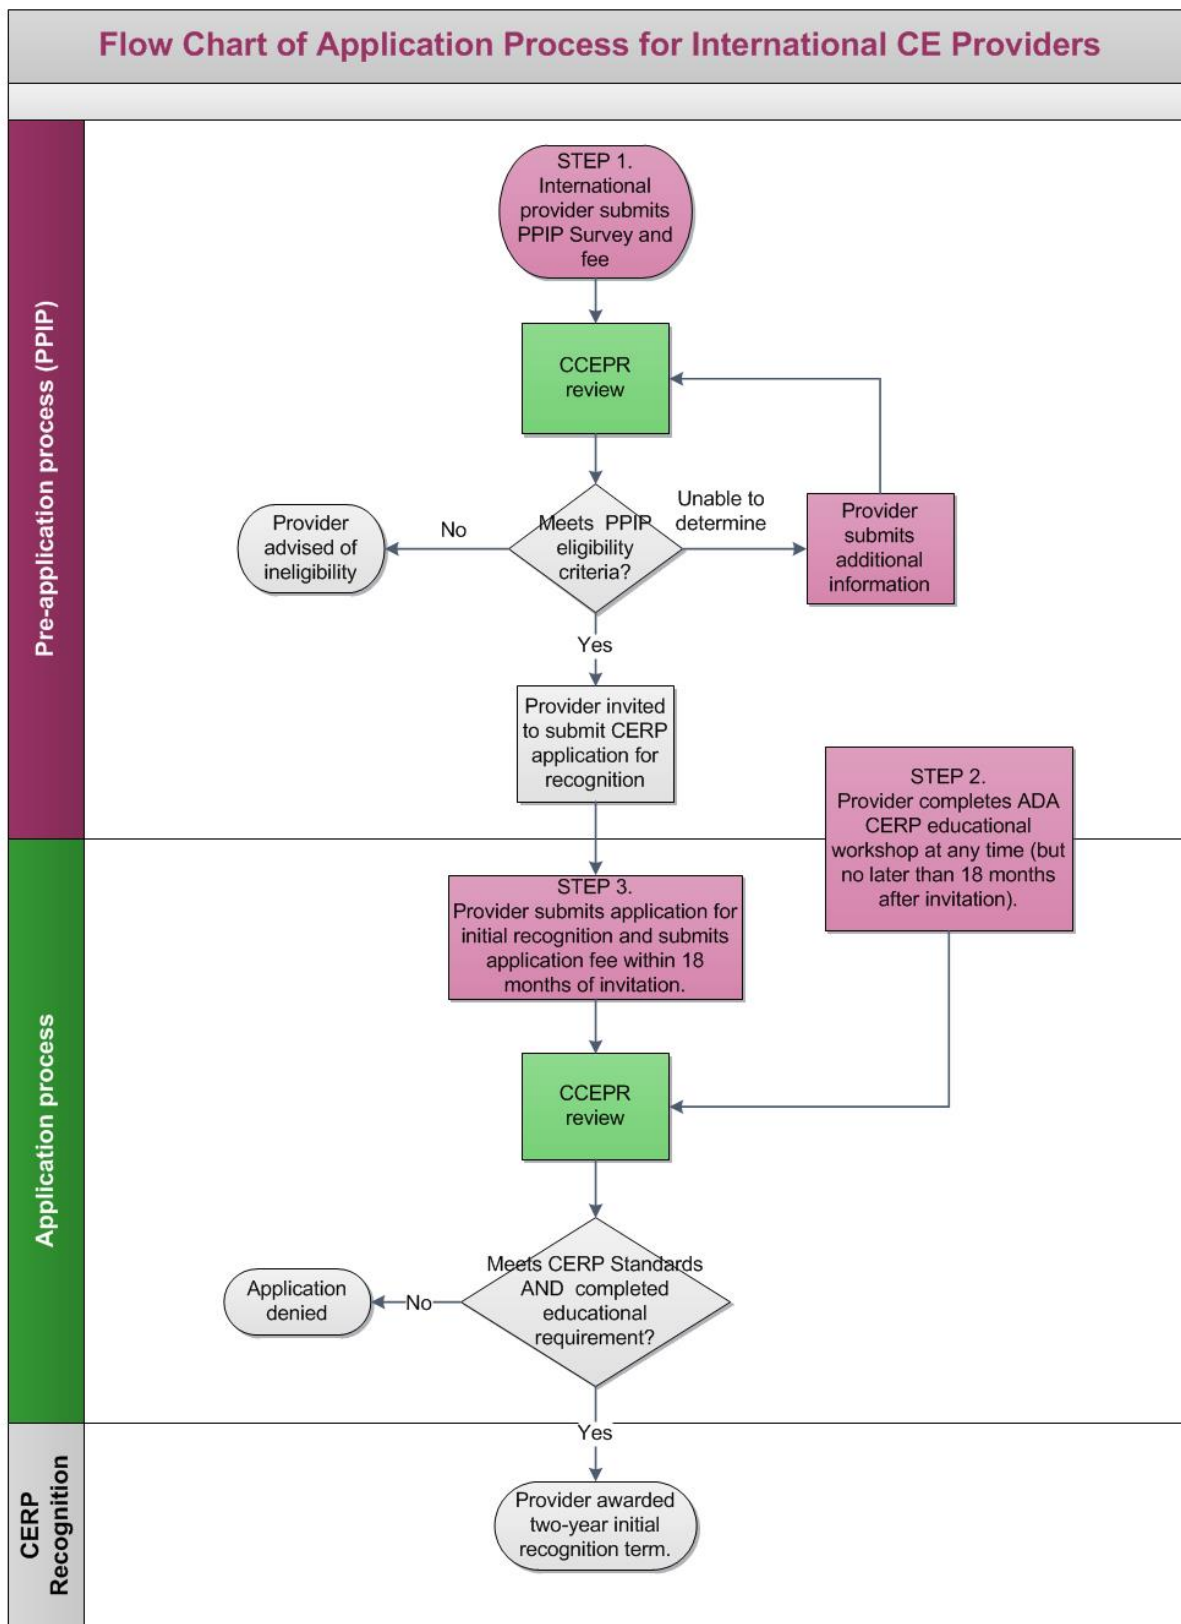 Flow Chart of Application Process for International CE Providers
Pre-application process (PPIP)
STEP 1.
International
provider submits
PPIP Survey and
fee
CCEPR
review
Meets PPIP
eligibility
criteria?
No
Provider
advised of
ineligibility
Unable to
determine
Provider
submits
additional
information
Yes
Provider invited
to submit CERP
application for
recognition
STEP 2.
Provider completes ADA
CERP educational
workshop at any time (but
no later than 18 months
after invitation).
Application process
STEP 3.
Provider submits application for
initial recognition and submits
application fee within 18
months of invitation.
CCEPR
review
Meets CERP Standards
AND completed
educational
requirement?
No
Application
denied
Yes
CERP
Recognition
Provider awarded
two-year initial
recognition term.